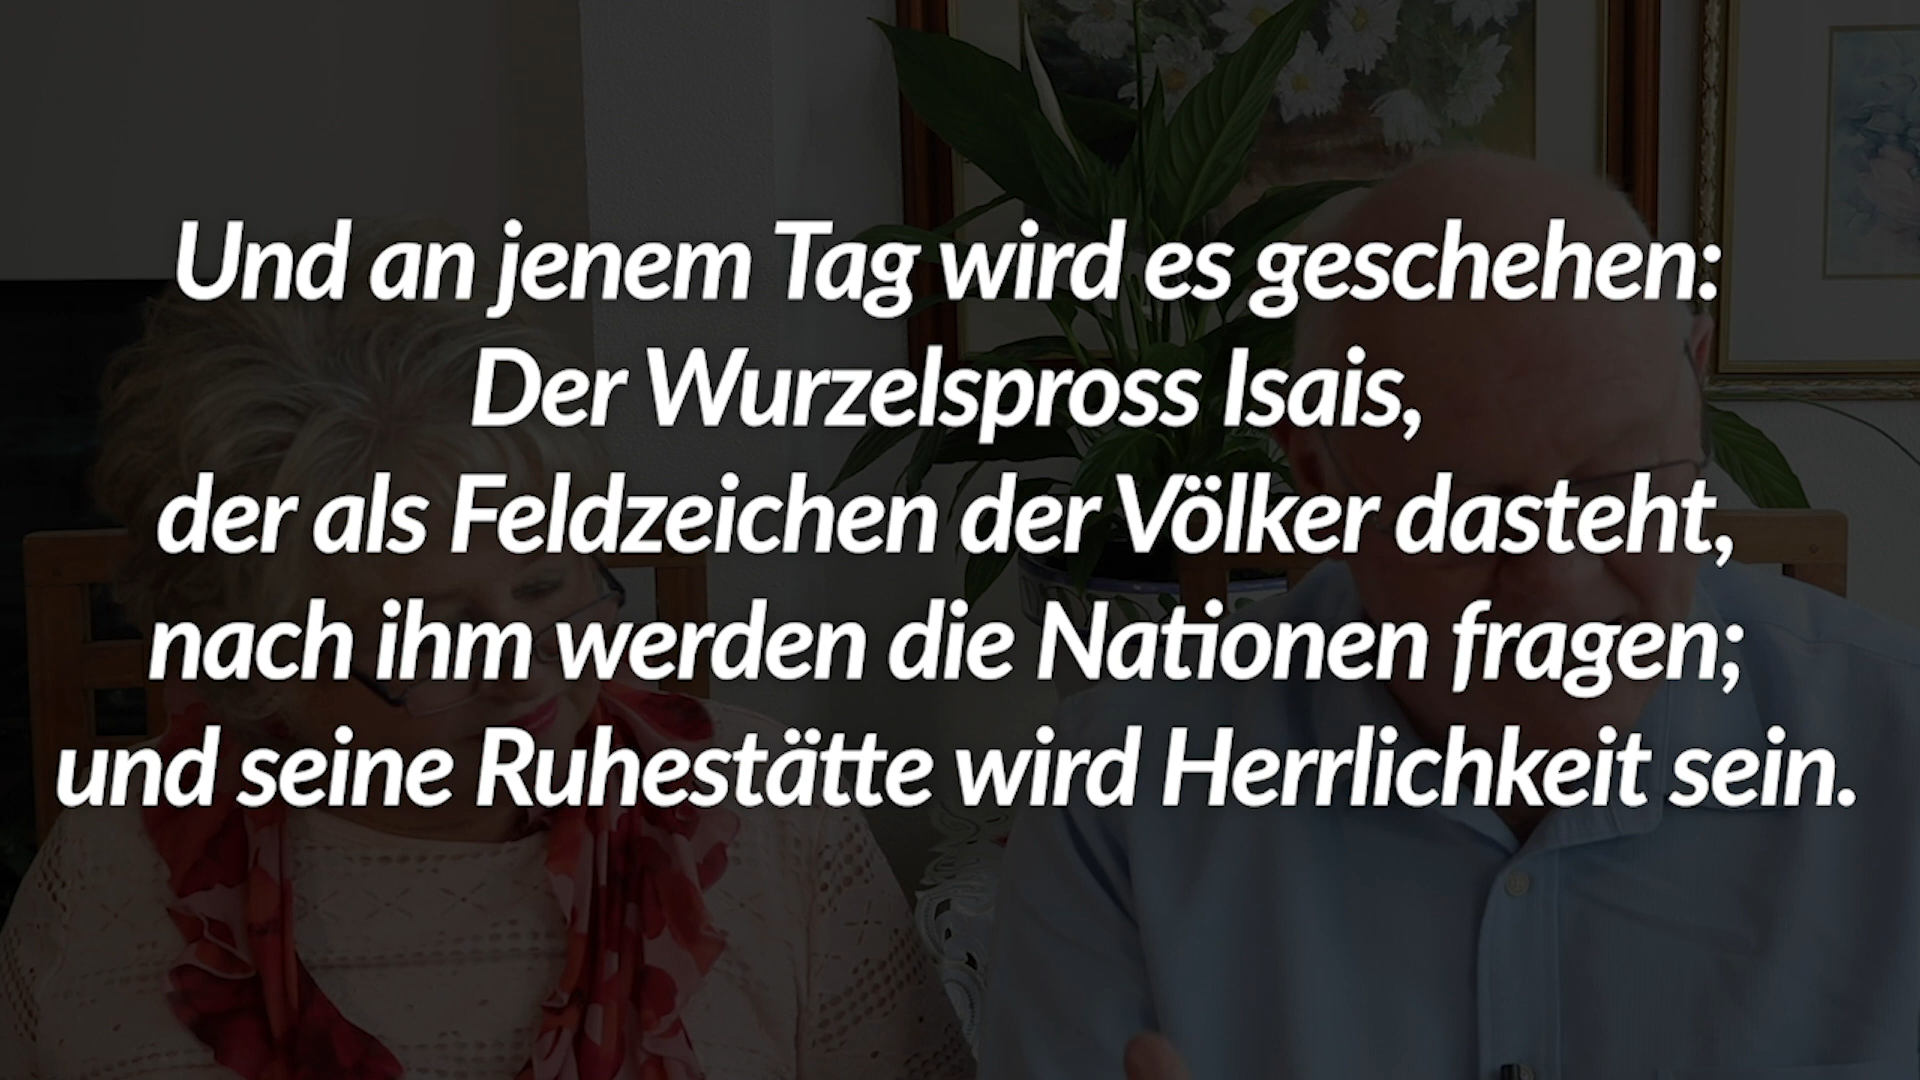 Und an jenem Tag wird es geschehen:
Der Wurzelspross Isais,
der als Feldzeichen der Völker dasteht,
nach ihm werden die Nationen fragen;
und seine Ruhestätte wird Herrlichkeit sein.